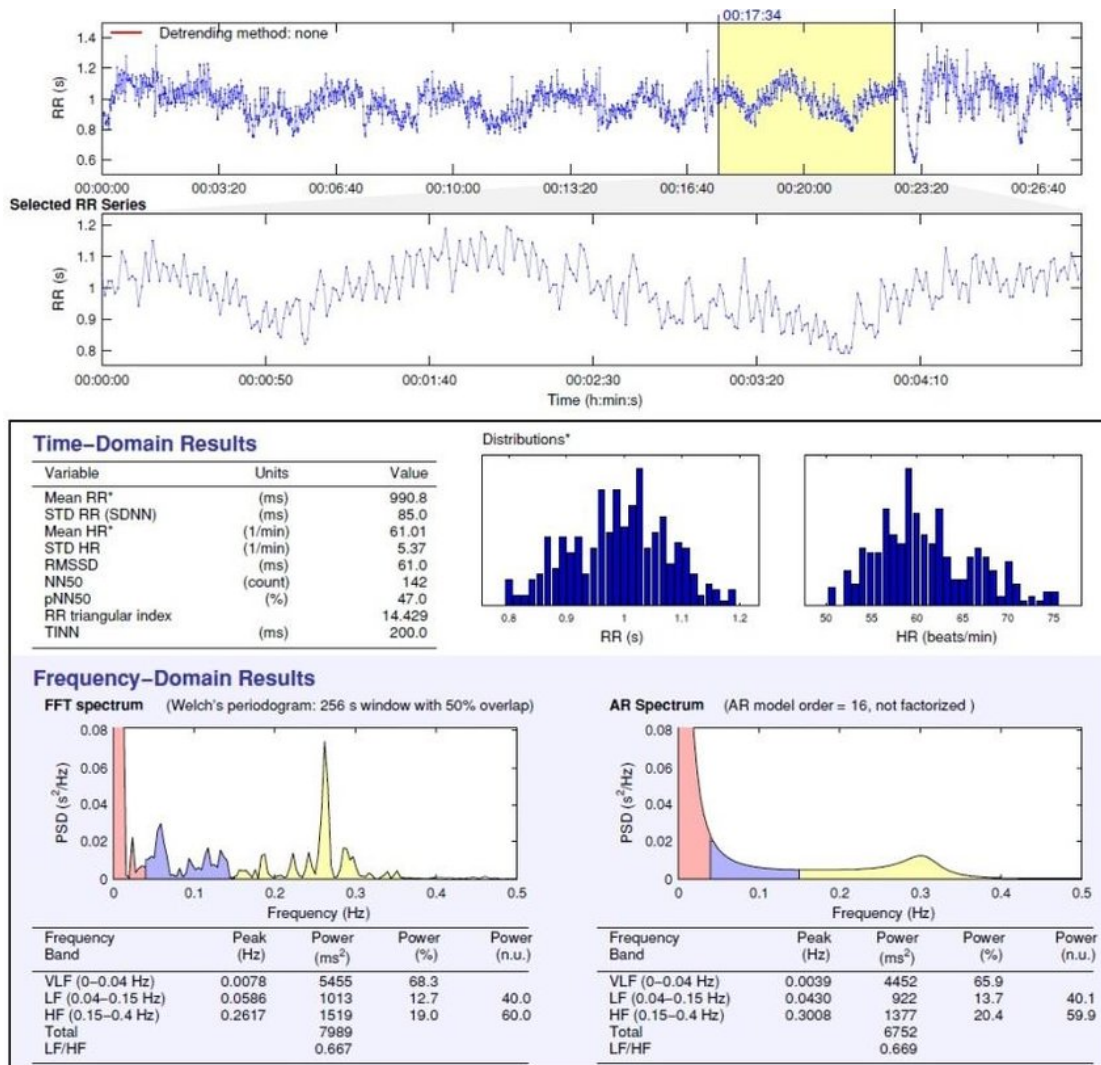 00:17:34
Detrending method: none
1.4
1.2
1
0.8
0.6
RR (s)
00:00:00 00:03:20 00:06:40 00:10:00 00:13:20 00:16:40 00:20:00 00:23:20 00:26:40
Selected RR Series
1.2
1.1
1
0.9
0.8
RR (s)
00:00:00 00:00:50 00:01:40 00:02:30 00:03:20 00:04:10
Time (h:min:s)
Time–Domain Results
Variable Units Value
Mean RR* (ms) 990.8
STD RR (SDNN) (ms) 85.0
Mean HR* (1/min) 61.01
STD HR (1/min) 5.37
RMSSD (ms) 61.0
NN50 (count) 142
pNN50 (%) 47.0
RR triangular index 14.429
TINN (ms) 200.0
Distributions*
0.8 0.9 1 1.1 1.2
RR (s)
50 55 60 65 70 75
HR (beats/min)
Frequency–Domain Results
FFT spectrum (Welch's periodogram: 256 s window with 50% overlap)
0.08
0.06
0.04
0.02
0
PSD (s²/Hz)
0 0.1 0.2 0.3 0.4 0.5
Frequency (Hz)
Frequency Peak Power Power Power
Band (Hz) (ms²) (%) (n.u.)
VLF (0–0.04 Hz) 0.0078 5455 68.3
LF (0.04–0.15 Hz) 0.0586 1013 12.7 40.0
HF (0.15–0.4 Hz) 0.2617 1519 19.0 60.0
Total 7989
LF/HF 0.667
AR Spectrum (AR model order = 16, not factorized )
0.08
0.06
0.04
0.02
0
PSD (s²/Hz)
0 0.1 0.2 0.3 0.4 0.5
Frequency (Hz)
Frequency Peak Power Power Power
Band (Hz) (ms²) (%) (n.u.)
VLF (0–0.04 Hz) 0.0039 4452 65.9
LF (0.04–0.15 Hz) 0.0430 922 13.7 40.1
HF (0.15–0.4 Hz) 0.3008 1377 20.4 59.9
Total 6752
LF/HF 0.669